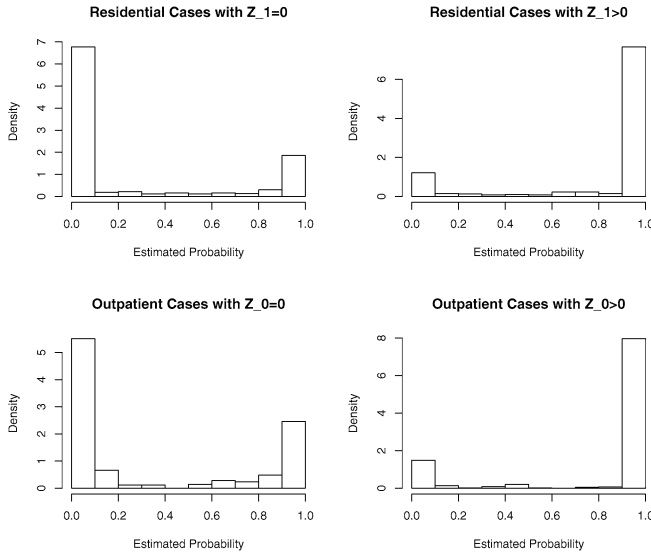 Residential Cases with Z_1=0
Density
7
6
5
4
3
2
1
0
0.0 0.2 0.4 0.6 0.8 1.0
Estimated Probability
Residential Cases with Z_1>0
Density
6
4
2
0
0.0 0.2 0.4 0.6 0.8 1.0
Estimated Probability
Outpatient Cases with Z_0=0
Density
5
4
3
2
1
0
0.0 0.2 0.4 0.6 0.8 1.0
Estimated Probability
Outpatient Cases with Z_0>0
Density
8
6
4
2
0
0.0 0.2 0.4 0.6 0.8 1.0
Estimated Probability